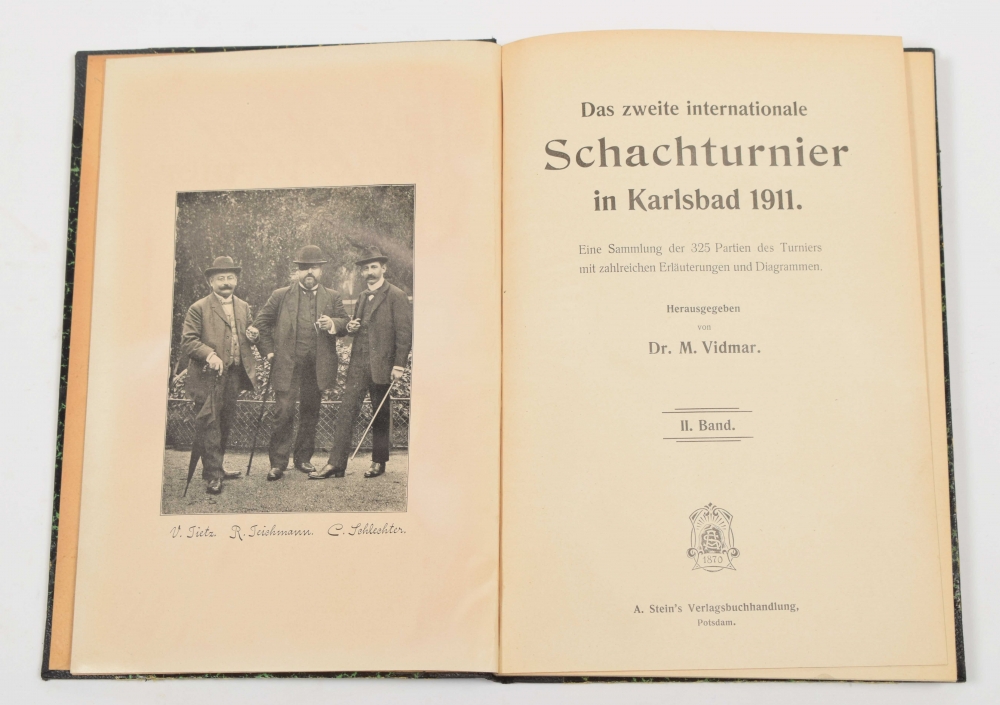 V. Tietz. R. Teichmann. C. Schlechter.
Das zweite internationale
Schachturnier
in Karlsbad 1911.
Eine Sammlung der 325 Partien des Turniers
mit zahlreichen Erläuterungen und Diagrammen.
Herausgegeben
von
Dr. M. Vidmar.
II. Band.
1870
A. Stein's Verlagsbuchhandlung,
Potsdam.